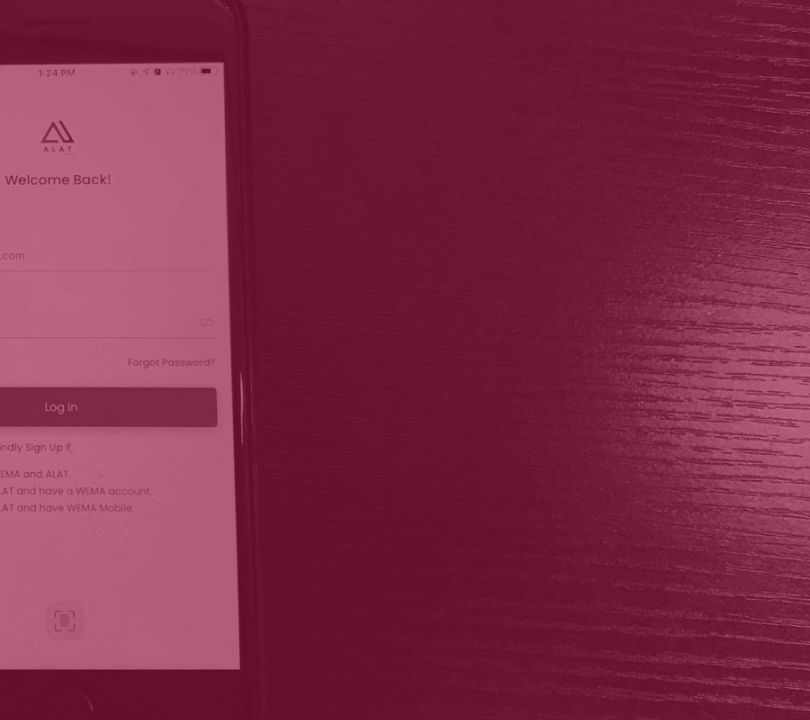 1:24 PM 71%
ALAT
Welcome Back!
.com
Forgot Password?
Log in
indly Sign Up if;
EMA and ALAT.
LAT and have a WEMA account.
LAT and have WEMA Mobile.